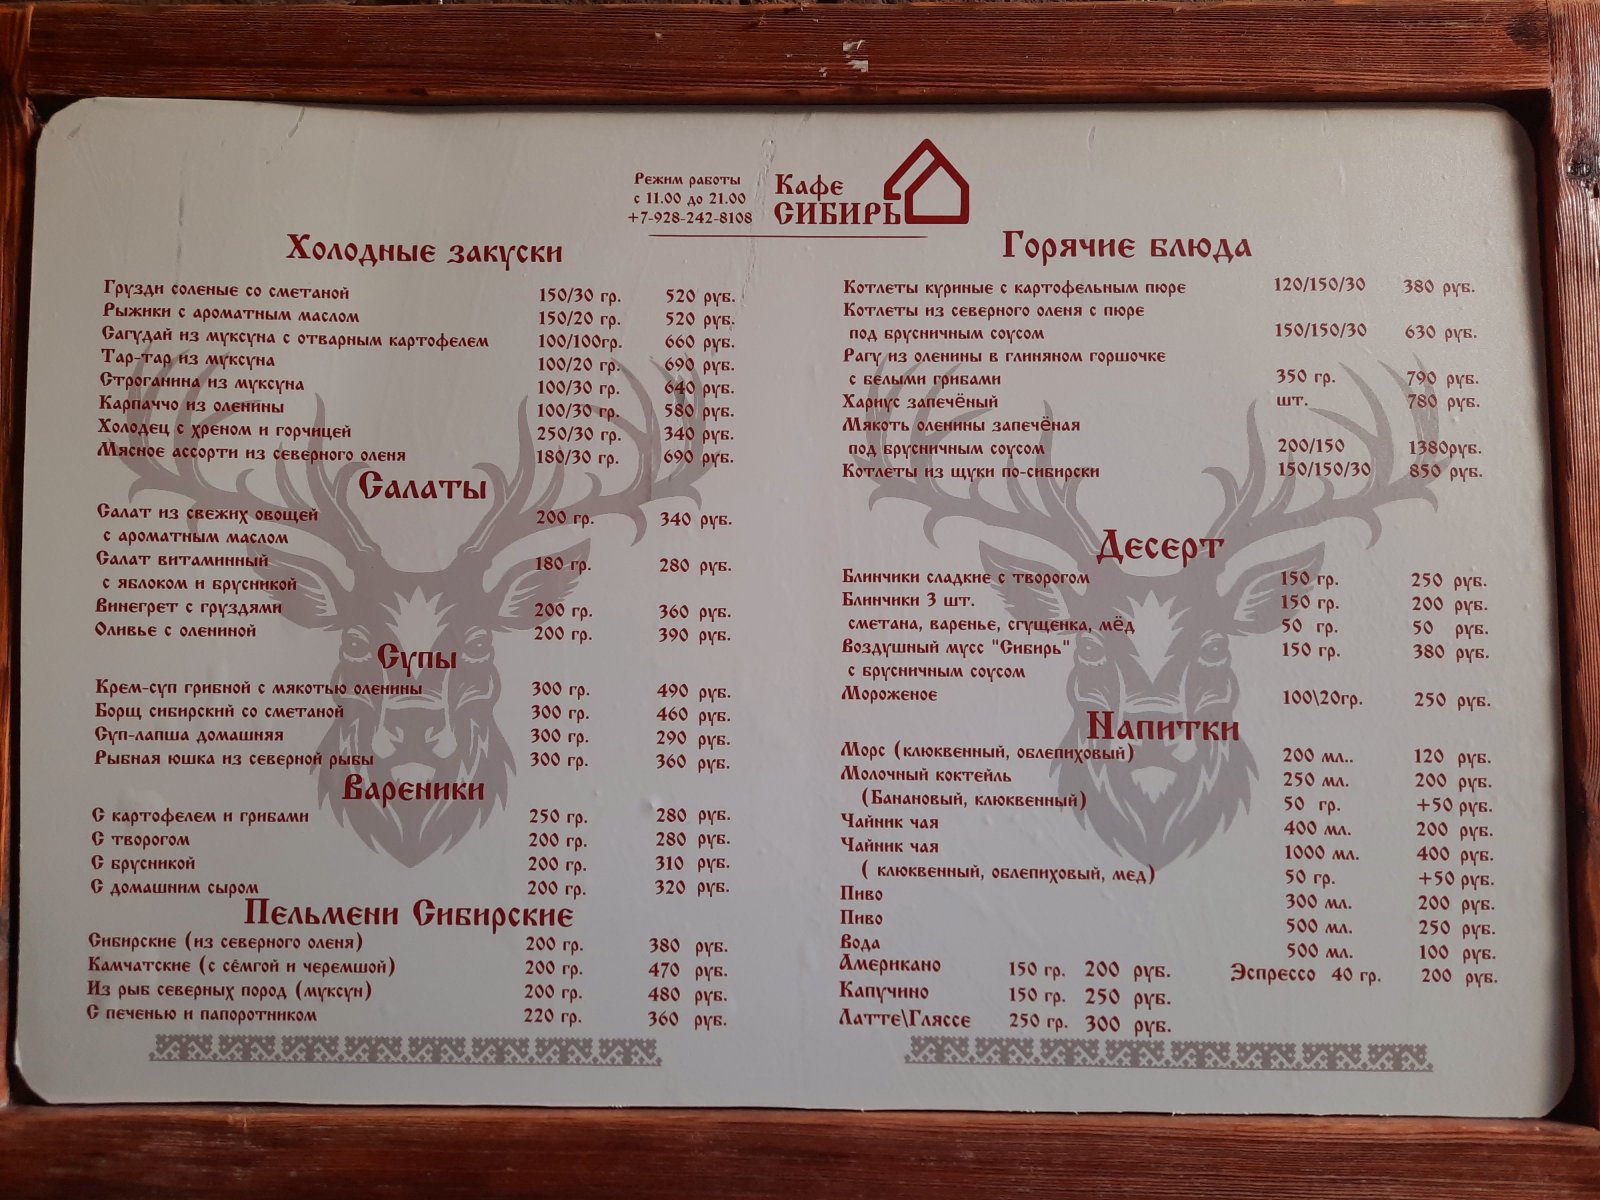 Режим работы
с 11.00 до 21.00
+7-928-242-8108
Кафе
СИБИРЬ
Холодные закуски
Грузди соленые со сметаной 150/30 гр. 520 руб.
Рыжики с ароматным маслом 150/20 гр. 520 руб.
Сагудай из муксуна с отварным картофелем 100/100гр. 660 руб.
Тар-тар из муксуна 100/20 гр. 690 руб.
Строганина из муксуна 100/30 гр. 640 руб.
Карпаччо из оленины 100/30 гр. 580 руб.
Холодец с хреном и горчицей 250/30 гр. 340 руб.
Мясное ассорти из северного оленя 180/30 гр. 690 руб.
Салаты
Салат из свежих овощей 200 гр. 340 руб.
с ароматным маслом
Салат витаминный 180 гр. 280 руб.
с яблоком и брусникой
Винегрет с груздями 200 гр. 360 руб.
Оливье с олениной 200 гр. 390 руб.
Супы
Крем-суп грибной с мякотью оленины 300 гр. 490 руб.
Борщ сибирский со сметаной 300 гр. 460 руб.
Суп-лапша домашняя 300 гр. 290 руб.
Рыбная юшка из северной рыбы 300 гр. 360 руб.
Вареники
С картофелем и грибами 250 гр. 280 руб.
С творогом 200 гр. 280 руб.
С брусникой 200 гр. 310 руб.
С домашним сыром 200 гр. 320 руб.
Пельмени Сибирские
Сибирские (из северного оленя) 200 гр. 380 руб.
Камчатские (с сёмгой и черемшой) 200 гр. 470 руб.
Из рыб северных пород (муксун) 200 гр. 480 руб.
С печенью и папоротником 220 гр. 360 руб.
Горячие блюда
Котлеты куриные с картофельным пюре 120/150/30 380 руб.
Котлеты из северного оленя с пюре
под брусничным соусом 150/150/30 630 руб.
Рагу из оленины в глиняном горшочке
с белыми грибами 350 гр. 790 руб.
Хариус запечёный шт. 780 руб.
Мякоть оленины запечёная
под брусничным соусом 200/150 1380руб.
Котлеты из щуки по-сибирски 150/150/30 850 руб.
Десерт
Блинчики сладкие с творогом 150 гр. 250 руб.
Блинчики 3 шт. 150 гр. 200 руб.
сметана, варенье, сгущенка, мёд 50 гр. 50 руб.
Воздушный мусс "Сибирь" 150 гр. 380 руб.
с брусничным соусом
Мороженое 100\20гр. 250 руб.
Напитки
Морс (клюквенный, облепиховый) 200 мл.. 120 руб.
Молочный коктейль 250 мл. 200 руб.
(Банановый, клюквенный) 50 гр. +50 руб.
Чайник чая 400 мл. 200 руб.
Чайник чая 1000 мл. 400 руб.
( клюквенный, облепиховый, мед) 50 гр. +50 руб.
Пиво 300 мл. 200 руб.
Пиво 500 мл. 250 руб.
Вода 500 мл. 100 руб.
Американо 150 гр. 200 руб. Эспрессо 40 гр. 200 руб.
Капучино 150 гр. 250 руб.
Латте\Гляссе 250 гр. 300 руб.